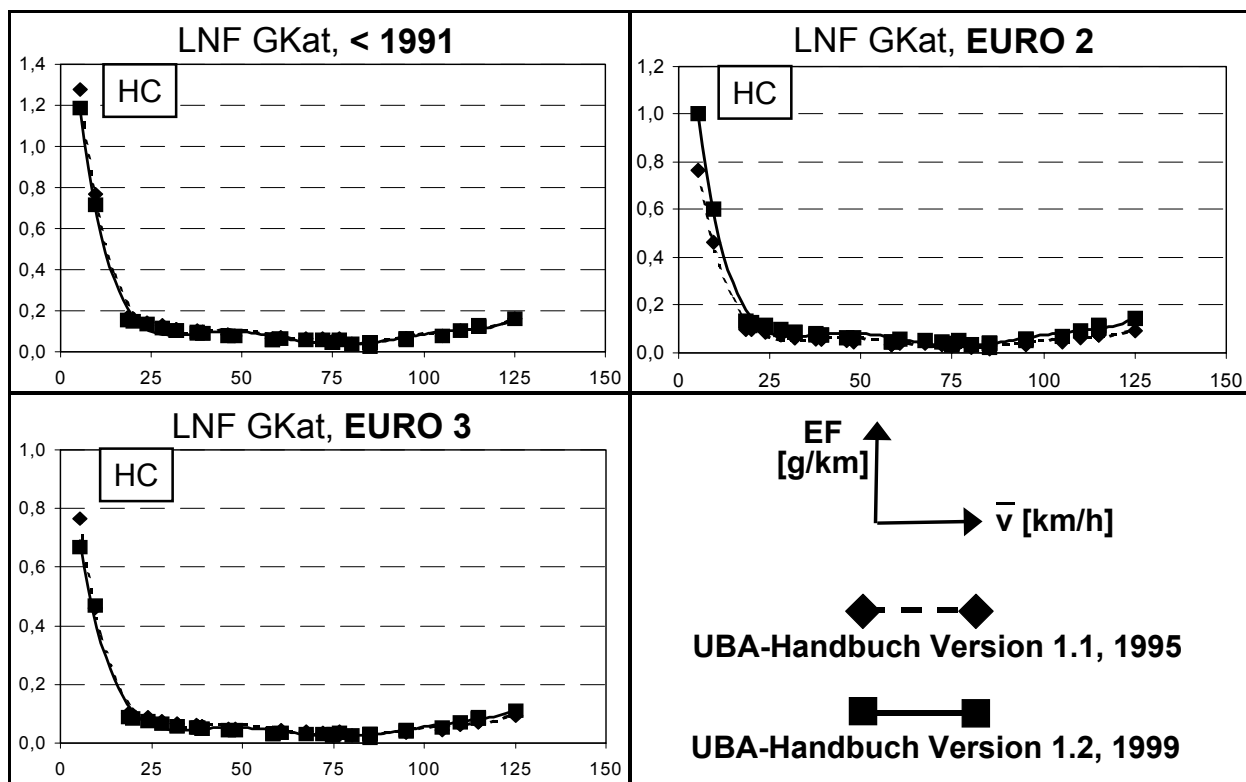 LNF GKat, < 1991
HC
1,4
1,2
1,0
0,8
0,6
0,4
0,2
0,0
0 25 50 75 100 125 150
LNF GKat, EURO 2
HC
1,2
1,0
0,8
0,6
0,4
0,2
0,0
0 25 50 75 100 125 150
LNF GKat, EURO 3
HC
1,0
0,8
0,6
0,4
0,2
0,0
0 25 50 75 100 125 150
EF
[g/km]
v̅ [km/h]
UBA-Handbuch Version 1.1, 1995
UBA-Handbuch Version 1.2, 1999